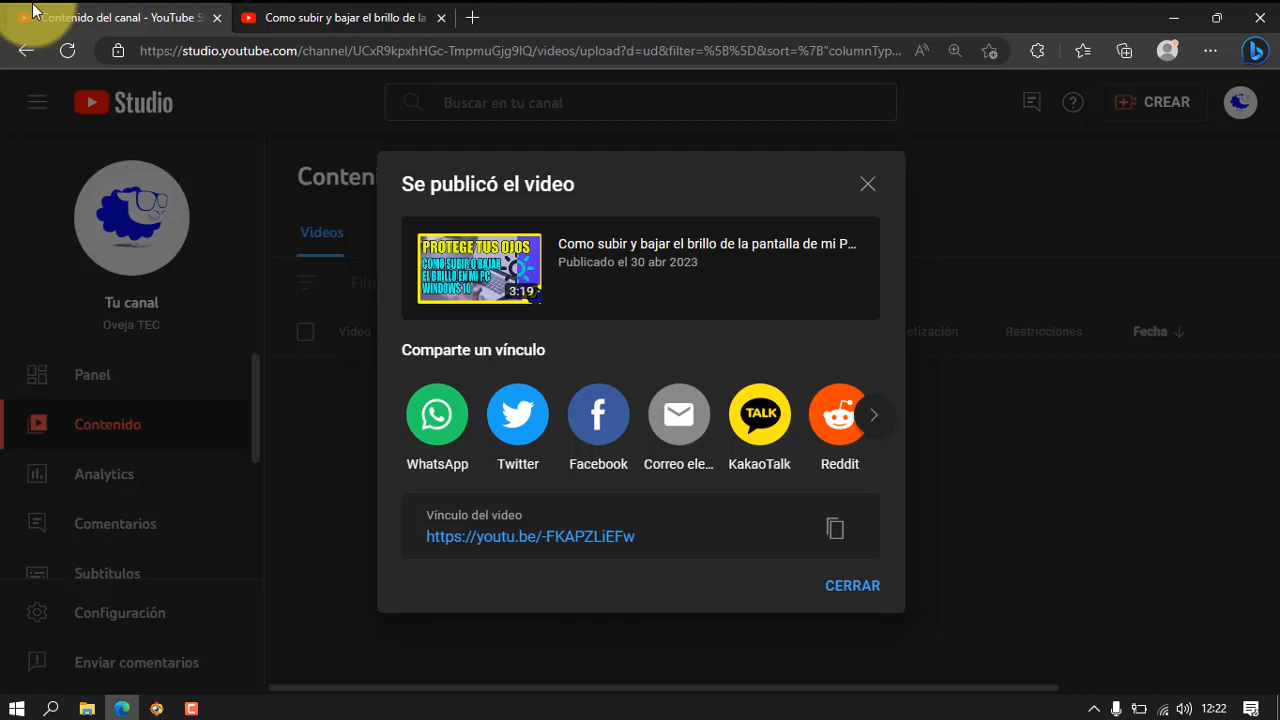 Contenido del canal - YouTube S
Como subir y bajar el brillo de la
https://studio.youtube.com/channel/UCxR9kpxhHGc-TmpmuGjg9IQ/videos/upload?d=ud&filter=%5B%5D&sort=%7B"columnTyp...
Studio
Buscar en tu canal
CREAR
Tu canal
Oveja TEC
Panel
Contenido
Analytics
Comentarios
Subtítulos
Configuración
Enviar comentarios
Conteni
Videos
Filt
Video
etización
Restricciones
Fecha
Se publicó el video
PROTEGE TUS OJOS
COMO SUBIR O BAJAR
EL BRILLO EN MI PC
WINDOWS 10
3:19
Como subir y bajar el brillo de la pantalla de mi P...
Publicado el 30 abr 2023
Comparte un vínculo
TALK
WhatsApp
Twitter
Facebook
Correo ele...
KakaoTalk
Reddit
Vínculo del video
https://youtu.be/-FKAPZLiEFw
CERRAR
12:22